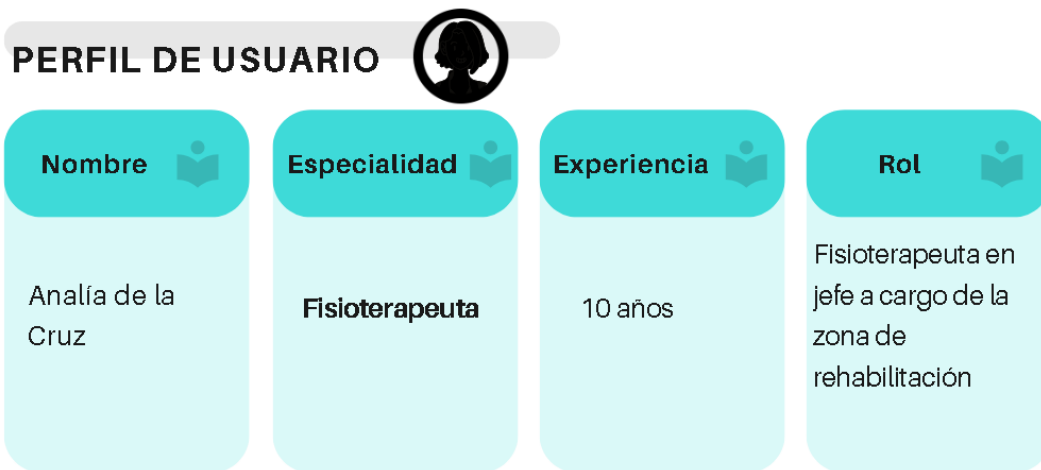 PERFIL DE USUARIO
Nombre
Analía de la
Cruz
Especialidad
Fisioterapeuta
Experiencia
10 años
Rol
Fisioterapeuta en
jefe a cargo de la
zona de
rehabilitación